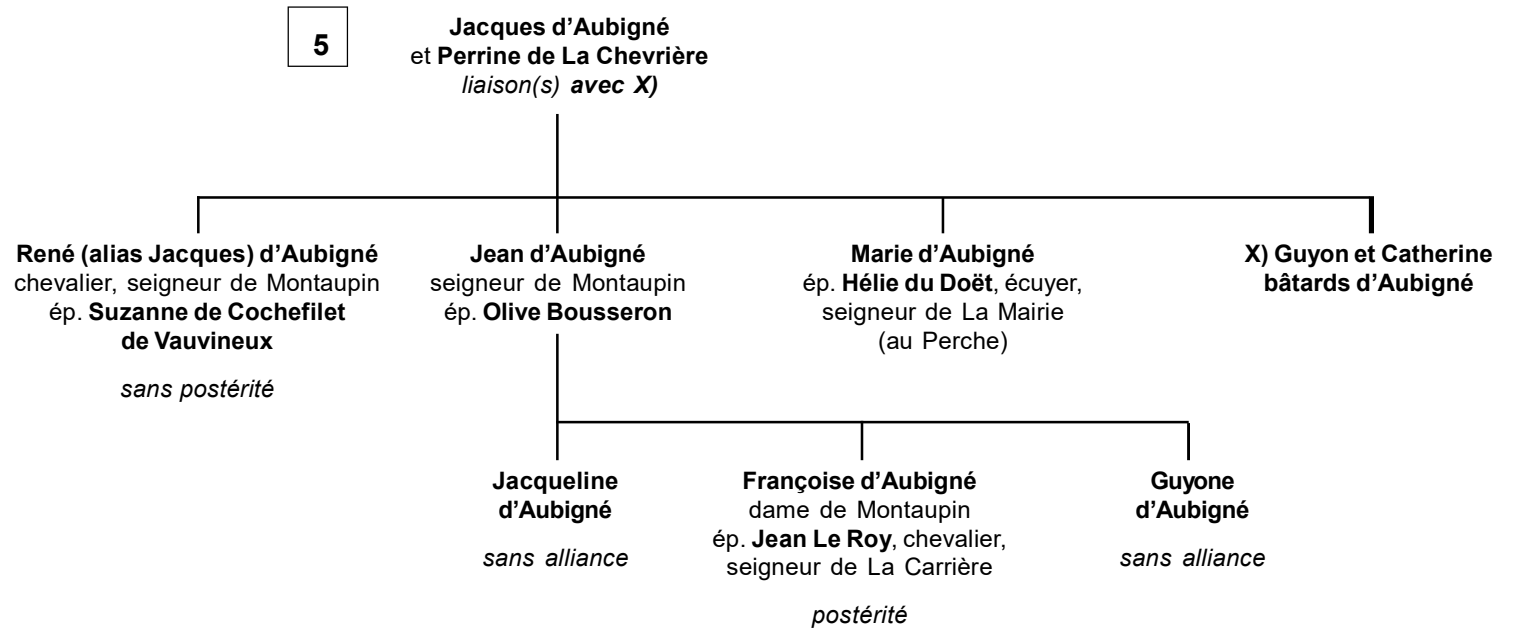 5
Jacques d’Aubigné
et Perrine de La Chevrière
liaison(s) avec X)
René (alias Jacques) d’Aubigné
chevalier, seigneur de Montaupin
ép. Suzanne de Cochefilet
de Vauvineux
sans postérité
Jean d’Aubigné
seigneur de Montaupin
ép. Olive Bousseron
Marie d’Aubigné
ép. Hélie du Doët, écuyer,
seigneur de La Mairie
(au Perche)
X) Guyon et Catherine
bâtards d’Aubigné
Jacqueline
d’Aubigné
sans alliance
Françoise d’Aubigné
dame de Montaupin
ép. Jean Le Roy, chevalier,
seigneur de La Carrière
postérité
Guyone
d’Aubigné
sans alliance